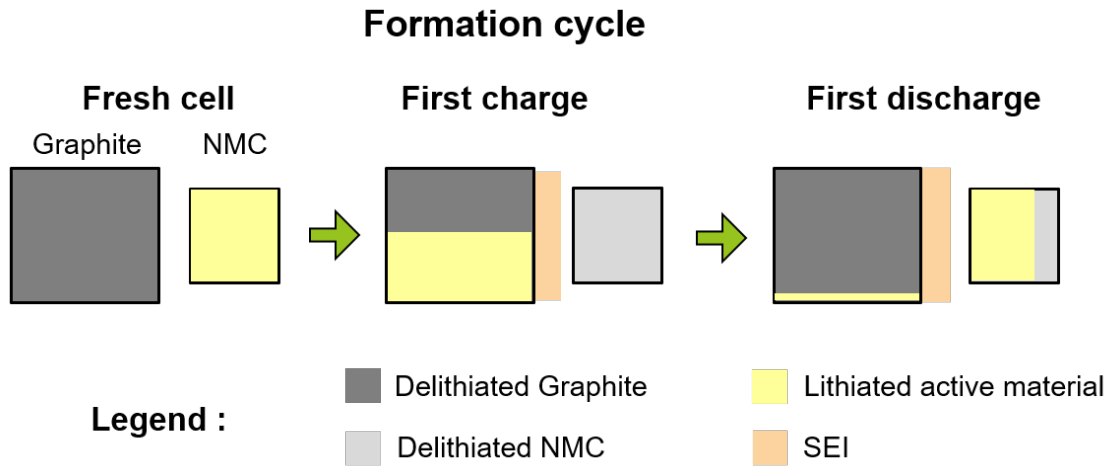 Formation cycle
Fresh cell
First charge
First discharge
Graphite
NMC
Delithiated Graphite
Lithiated active material
Legend :
Delithiated NMC
SEI